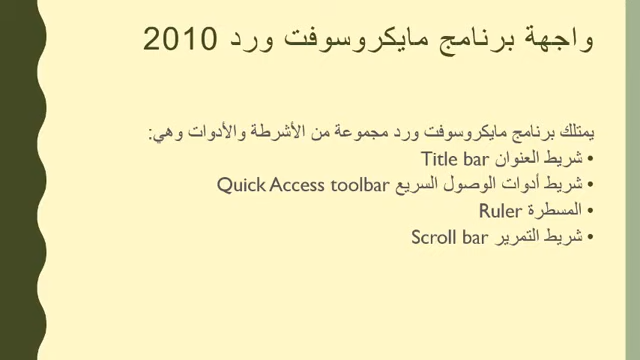 واجهة برنامج مايكروسوفت ورد 2010
يمتلك برنامج مايكروسوفت ورد مجموعة من الأشرطة والأدوات وهي:
• شريط العنوان Title bar
• شريط أدوات الوصول السريع Quick Access toolbar
• المسطرة Ruler
• شريط التمرير Scroll bar